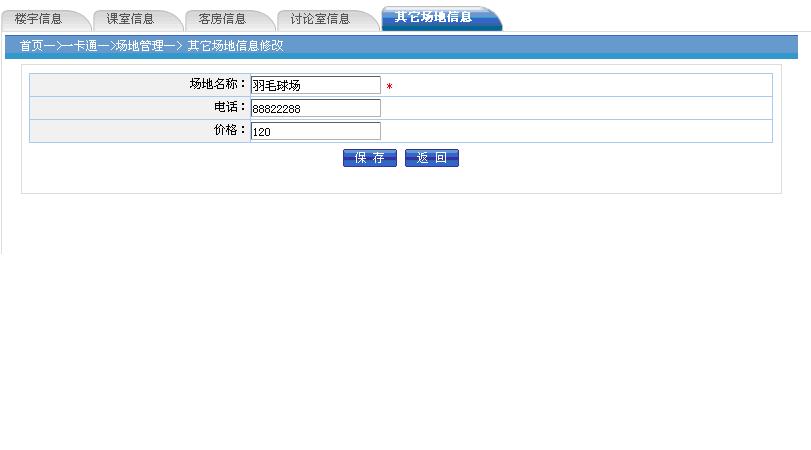 楼宇信息 课室信息 客房信息 讨论室信息 其它场地信息
首页—>一卡通—>场地管理—> 其它场地信息修改
场地名称： 羽毛球场 *
电话： 88822288
价格： 120
保 存 返 回